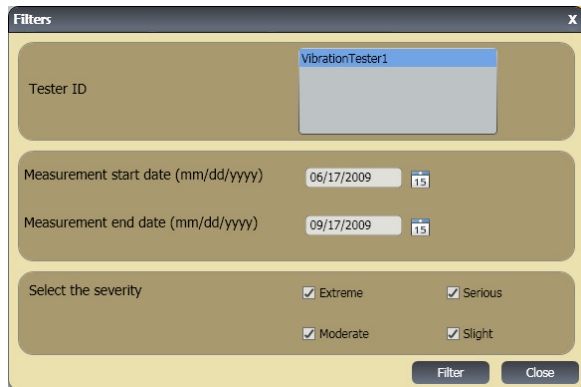 Filters X
VibrationTester1
Tester ID
Measurement start date (mm/dd/yyyy) 06/17/2009 15
Measurement end date (mm/dd/yyyy) 09/17/2009 15
Select the severity Extreme Serious
Moderate Slight
Filter Close